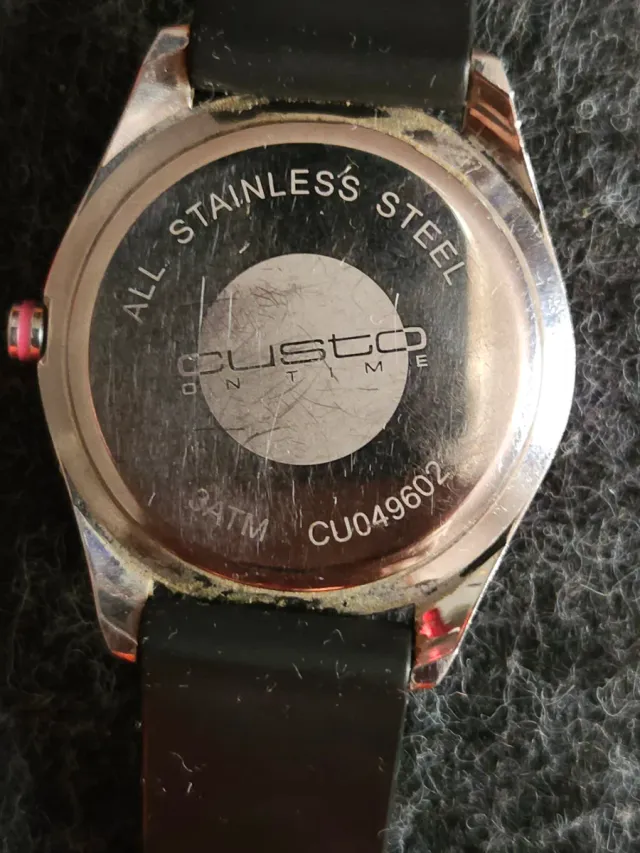 ALL STAINLESS STEEL
custo
ON TIME
3ATM CU049602